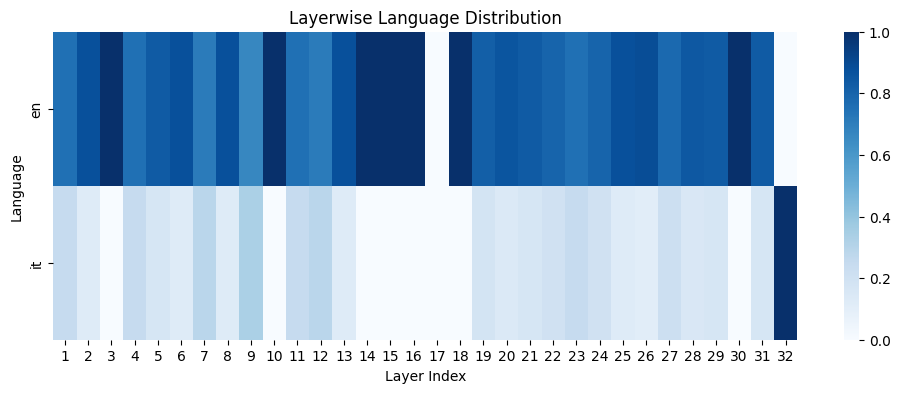 Layerwise Language Distribution
en
it
Language
1 2 3 4 5 6 7 8 9 10 11 12 13 14 15 16 17 18 19 20 21 22 23 24 25 26 27 28 29 30 31 32
Layer Index
1.0
0.8
0.6
0.4
0.2
0.0